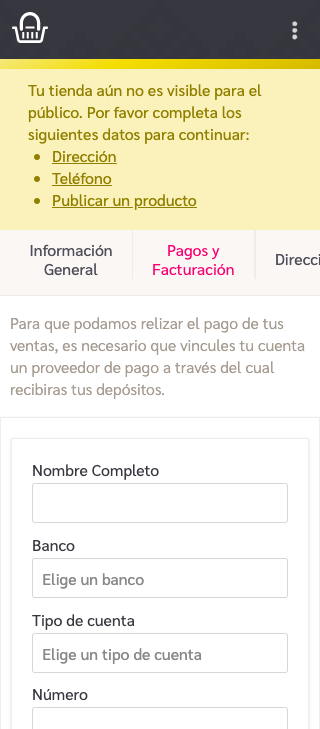 Tu tienda aún no es visible para el
público. Por favor completa los
siguientes datos para continuar:
Dirección
Teléfono
Publicar un producto
Información
General
Pagos y
Facturación
Direcci
Para que podamos relizar el pago de tus
ventas, es necesario que vincules tu cuenta
un proveedor de pago a través del cual
recibiras tus depósitos.
Nombre Completo
Banco
Elige un banco
Tipo de cuenta
Elige un tipo de cuenta
Número